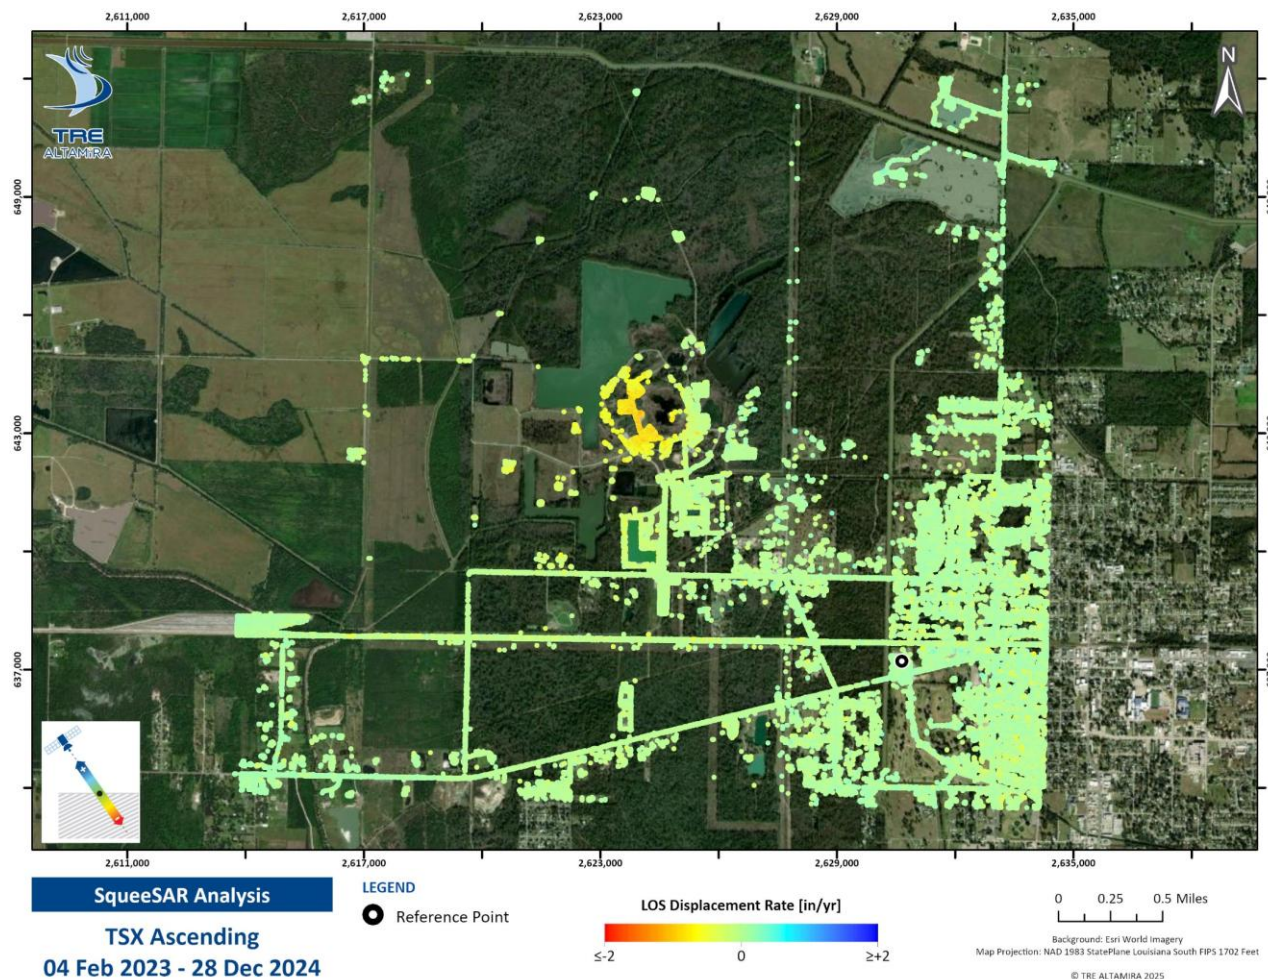 2,611,000 2,617,000 2,623,000 2,629,000 2,635,000
N
TRE
ALTAMIRA
649,000
643,000
637,000
2,611,000 2,617,000 2,623,000 2,629,000 2,635,000
SqueeSAR Analysis
TSX Ascending
04 Feb 2023 - 28 Dec 2024
LEGEND
Reference Point
LOS Displacement Rate [in/yr]
≤-2 0 ≥+2
0 0.25 0.5 Miles
Background: Esri World Imagery
Map Projection: NAD 1983 StatePlane Louisiana South FIPS 1702 Feet
© TRE ALTAMIRA 2025